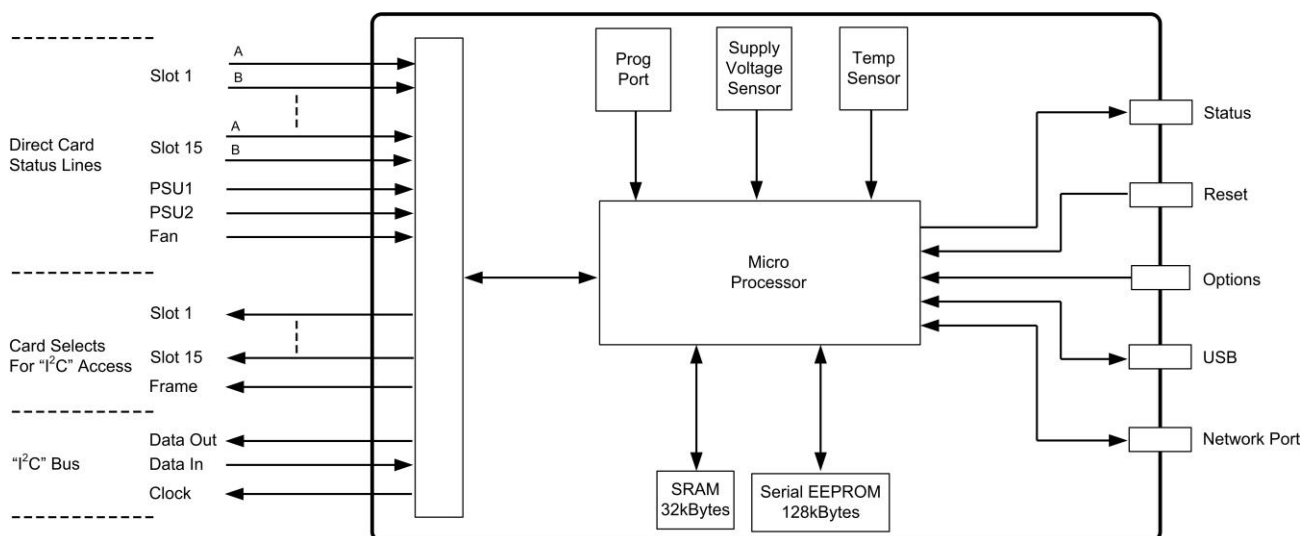 Direct Card
Status Lines
Slot 1
A
B
Slot 15
A
B
PSU1
PSU2
Fan
Card Selects
For “I²C” Access
Slot 1
Slot 15
Frame
“I²C” Bus
Data Out
Data In
Clock
Prog
Port
Supply
Voltage
Sensor
Temp
Sensor
Micro
Processor
SRAM
32kBytes
Serial EEPROM
128kBytes
Status
Reset
Options
USB
Network Port